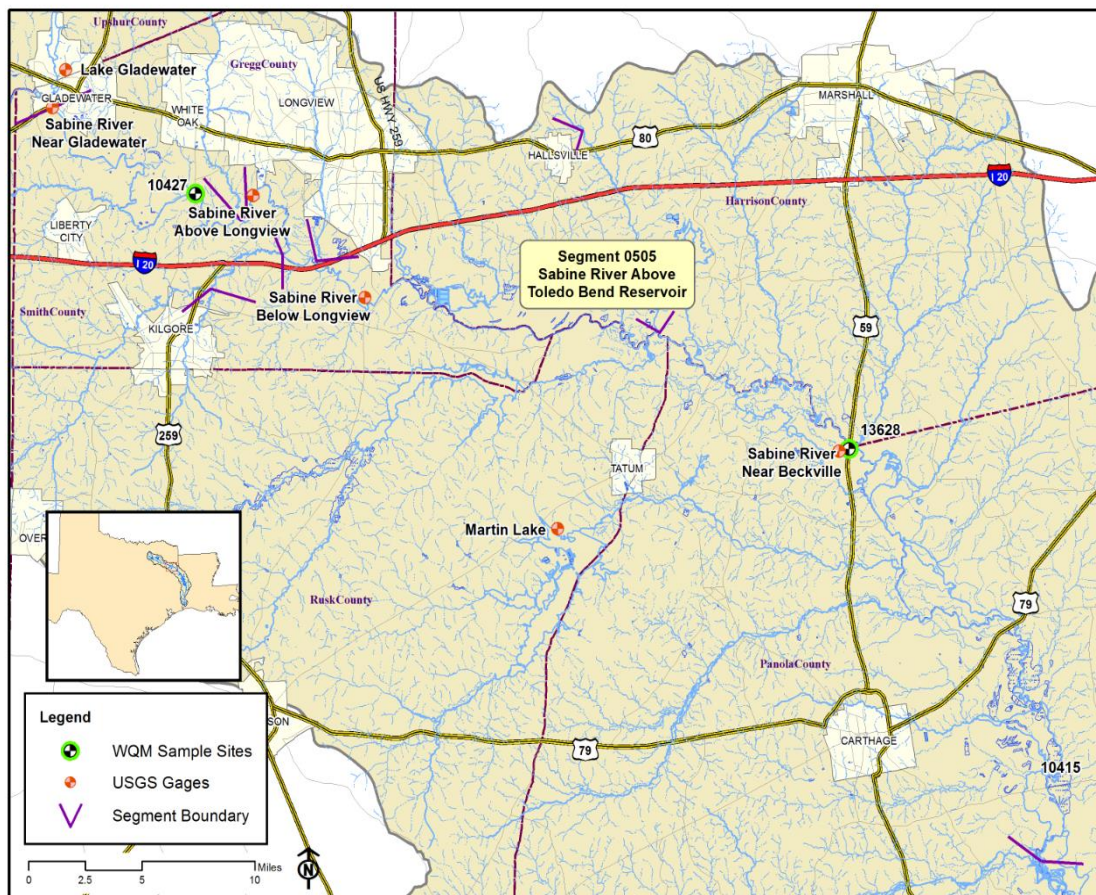 UpshurCounty
Lake Gladewater
GreggCounty
GLADEWATER
WHITE
OAK
LONGVIEW
US HWY 259
MARSHALL
Sabine River
Near Gladewater
80
HALLSVILLE
I 20
10427
HarrisonCounty
Sabine River
Above Longview
LIBERTY
CITY
Segment 0505
Sabine River Above
Toledo Bend Reservoir
I 20
SmithCounty
Sabine River
Below Longview
KILGORE
59
259
13628
Sabine River
Near Beckville
TATUM
Martin Lake
OVER
RuskCounty
79
PanolaCounty
Legend
WQM Sample Sites
USGS Gages
Segment Boundary
SON
79
CARTHAGE
10415
0 2.5 5 10
Miles
N